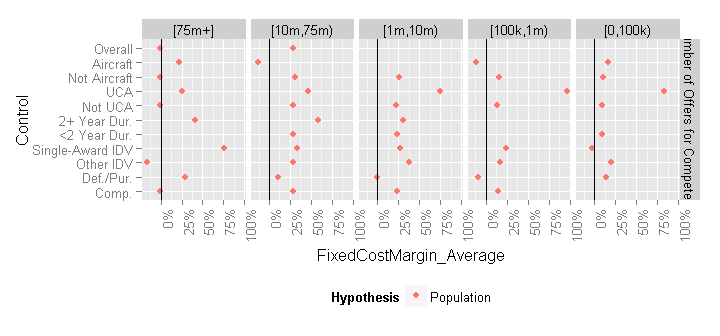 [75m+] [10m,75m) [1m,10m) [100k,1m) [0,100k)
Control
Overall
Aircraft
Not Aircraft
UCA
Not UCA
2+ Year Dur.
<2 Year Dur.
Single-Award IDV
Other IDV
Def./Pur.
Comp.
mber of Offers for Compete
0% 25% 50% 75% 100% 0% 25% 50% 75% 100% 0% 25% 50% 75% 100% 0% 25% 50% 75% 100% 0% 25% 50% 75% 100%
FixedCostMargin_Average
Hypothesis Population